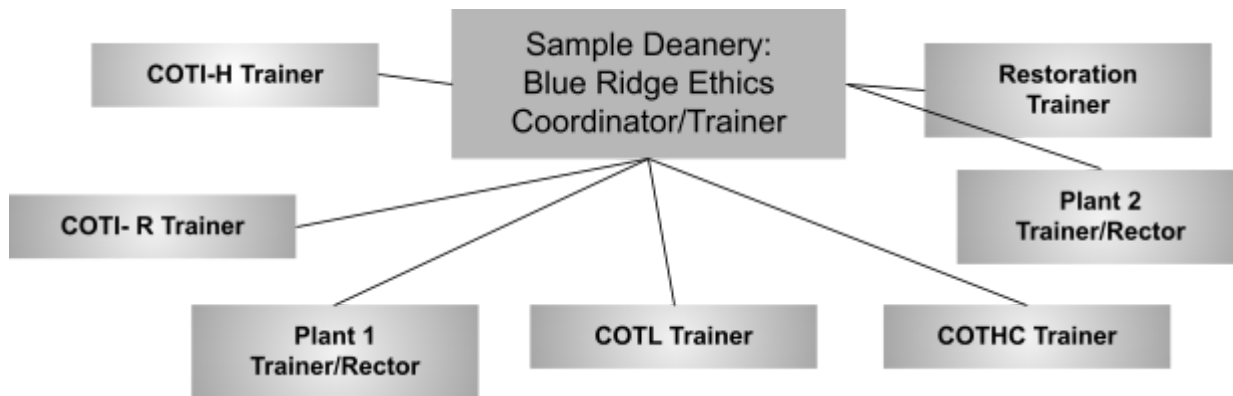 Sample Deanery:
Blue Ridge Ethics
Coordinator/Trainer
COTI-H Trainer
Restoration
Trainer
COTI- R Trainer
Plant 2
Trainer/Rector
Plant 1
Trainer/Rector
COTL Trainer
COTHC Trainer